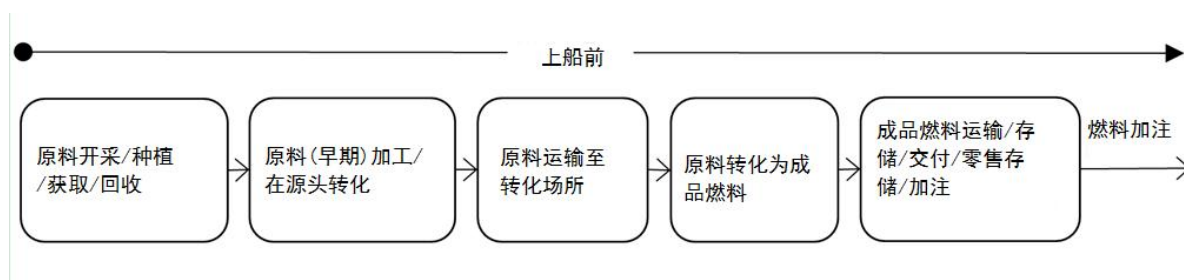 上船前
原料开采/种植
/获取/回收
原料(早期)加工/
在源头转化
原料运输至
转化场所
原料转化为成
品燃料
成品燃料运输/存
储/交付/零售存
储/加注
燃料加注